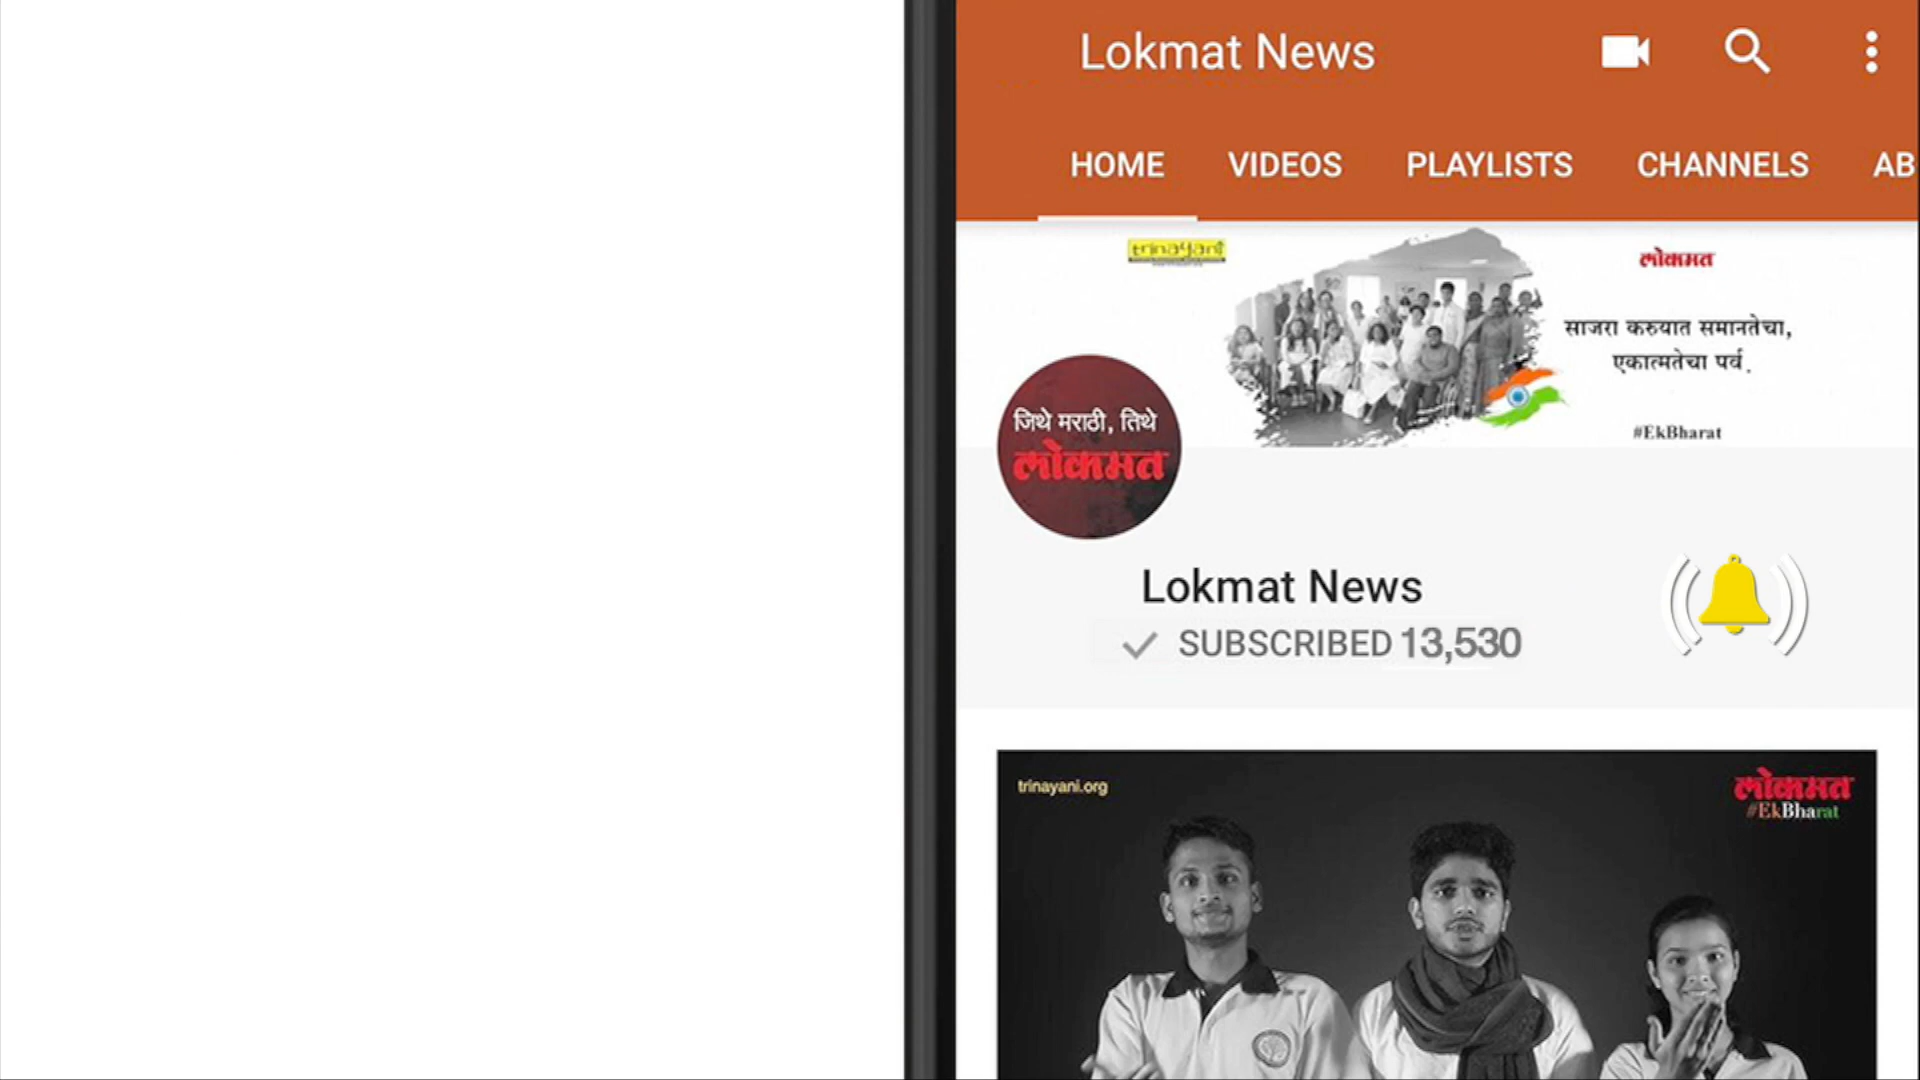 Lokmat News
HOME VIDEOS PLAYLISTS CHANNELS AB
trinayani
लोकमत
साजरा करुयात समानतेचा,
एकात्मतेचा पर्व.
#EkBharat
जिथे मराठी, तिथे
लोकमत
Lokmat News
SUBSCRIBED 13,530
trinayani.org
लोकमत
#EkBharat